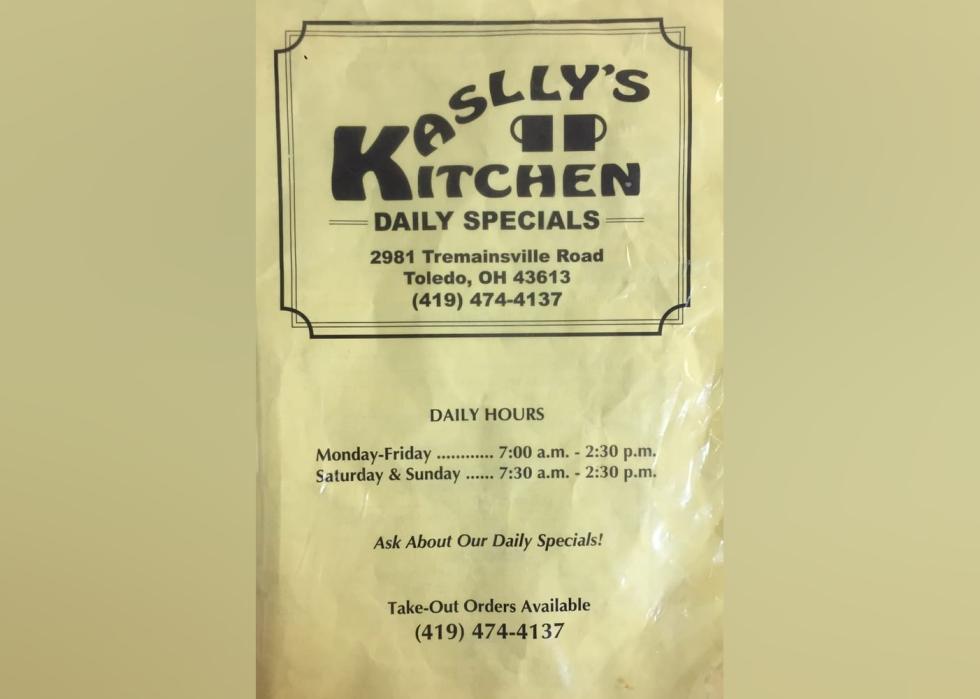 KASLLY'S
KITCHEN
DAILY SPECIALS
2981 Tremainsville Road
Toledo, OH 43613
(419) 474-4137
DAILY HOURS
Monday-Friday ............ 7:00 a.m. - 2:30 p.m.
Saturday & Sunday ...... 7:30 a.m. - 2:30 p.m.
Ask About Our Daily Specials!
Take-Out Orders Available
(419) 474-4137